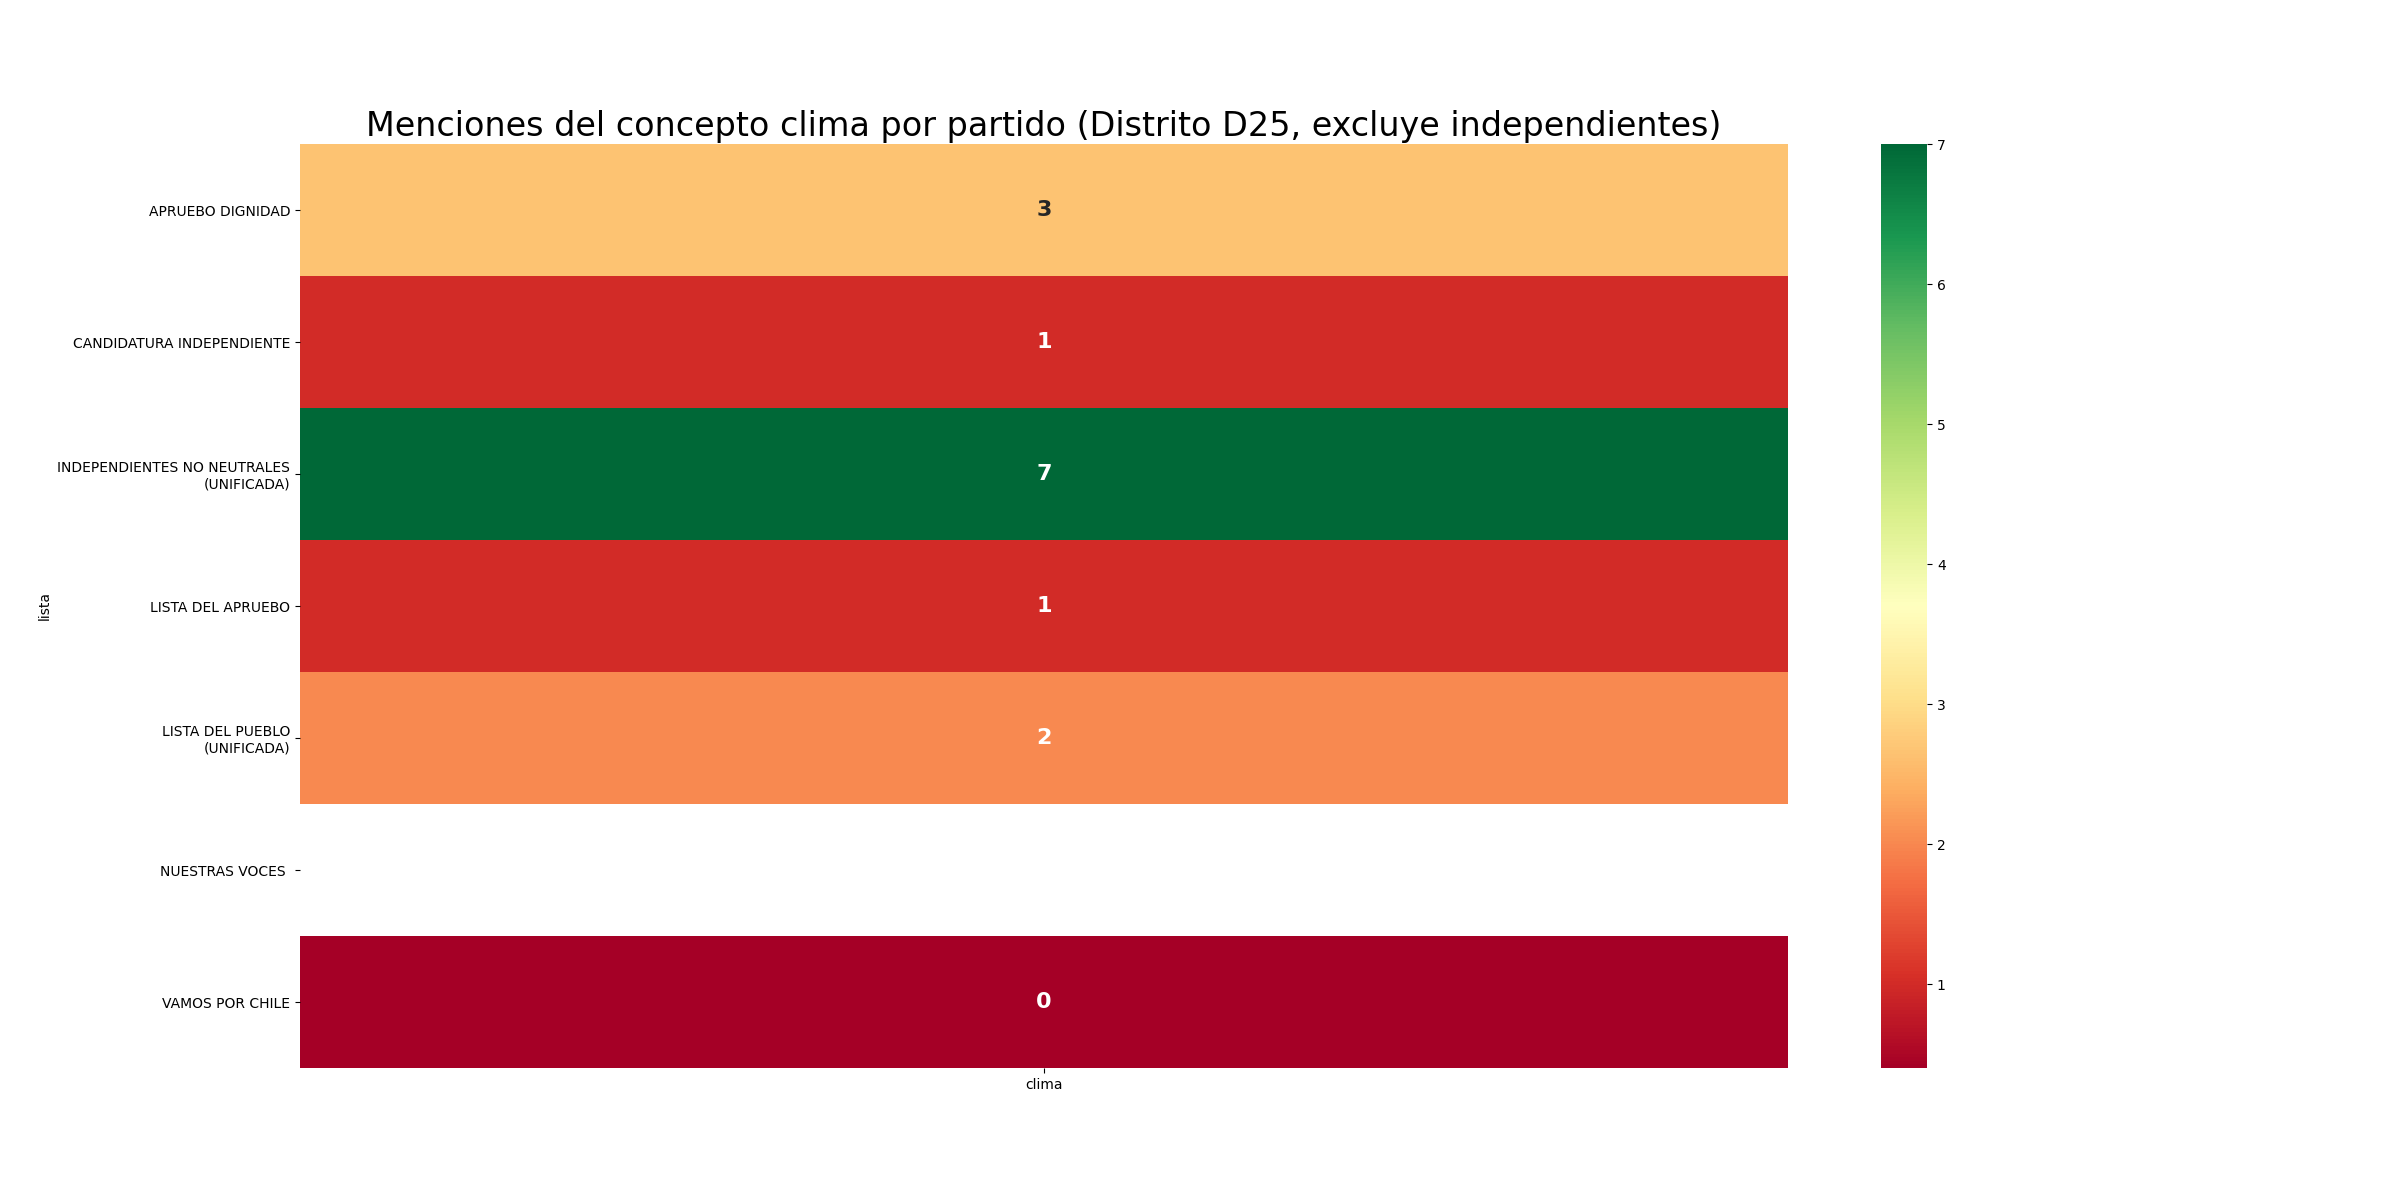 Menciones del concepto clima por partido (Distrito D25, excluye independientes)
APRUEBO DIGNIDAD
3
CANDIDATURA INDEPENDIENTE
1
INDEPENDIENTES NO NEUTRALES
(UNIFICADA)
7
LISTA DEL APRUEBO
1
LISTA DEL PUEBLO
(UNIFICADA)
2
NUESTRAS VOCES
VAMOS POR CHILE
0
lista
clima
7
6
5
4
3
2
1